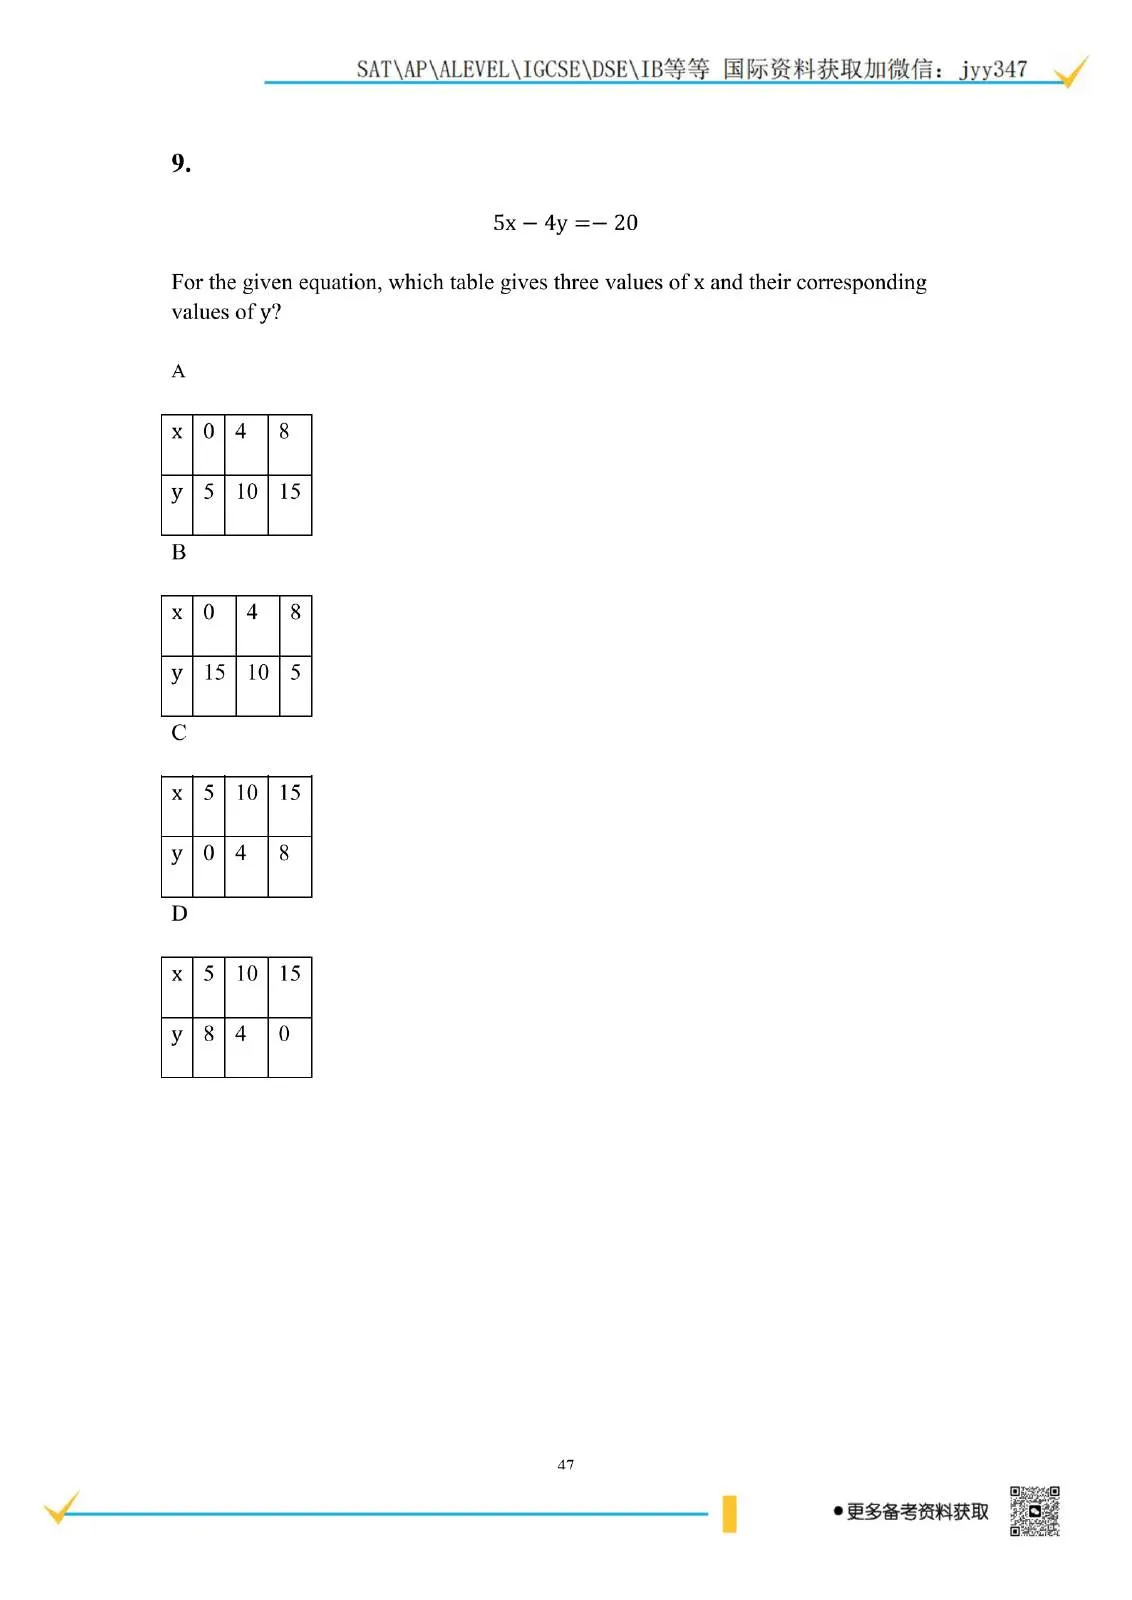 SAT\AP\ALEVEL\IGCSE\DSE\IB等等 国际资料获取加微信：jyy347
9.
5x − 4y =− 20
For the given equation, which table gives three values of x and their corresponding
values of y?
A
x 0 4 8
y 5 10 15
B
x 0 4 8
y 15 10 5
C
x 5 10 15
y 0 4 8
D
x 5 10 15
y 8 4 0
47
●更多备考资料获取